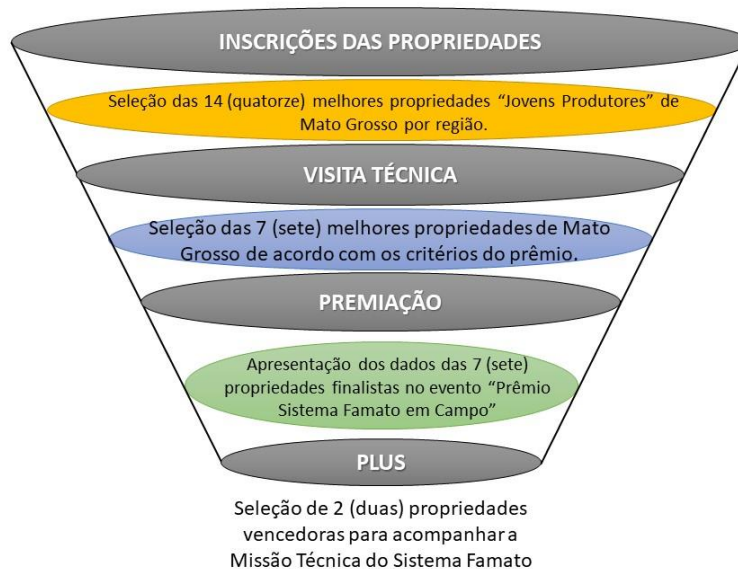 INSCRIÇÕES DAS PROPRIEDADES
Seleção das 14 (quatorze) melhores propriedades “Jovens Produtores” de
Mato Grosso por região.
VISITA TÉCNICA
Seleção das 7 (sete) melhores propriedades de Mato
Grosso de acordo com os critérios do prêmio.
PREMIAÇÃO
Apresentação dos dados das 7 (sete)
propriedades finalistas no evento “Prêmio
Sistema Famato em Campo”
PLUS
Seleção de 2 (duas) propriedades
vencedoras para acompanhar a
Missão Técnica do Sistema Famato